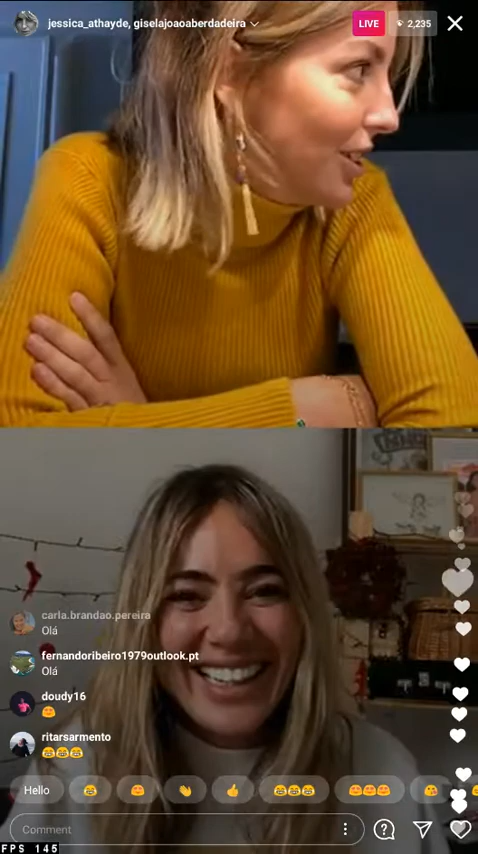 jessica_athayde, giselajoaoaberdadeira
LIVE
2,235
carla.brandao.pereira
Olá
fernandoribeiro1979outlook.pt
Olá
doudy16
🤗
ritarsarmento
😂😂😂
Hello 😂 🤗 👏 👍 😂😂😂 🤗🤗🤗
Comment
FPS 145